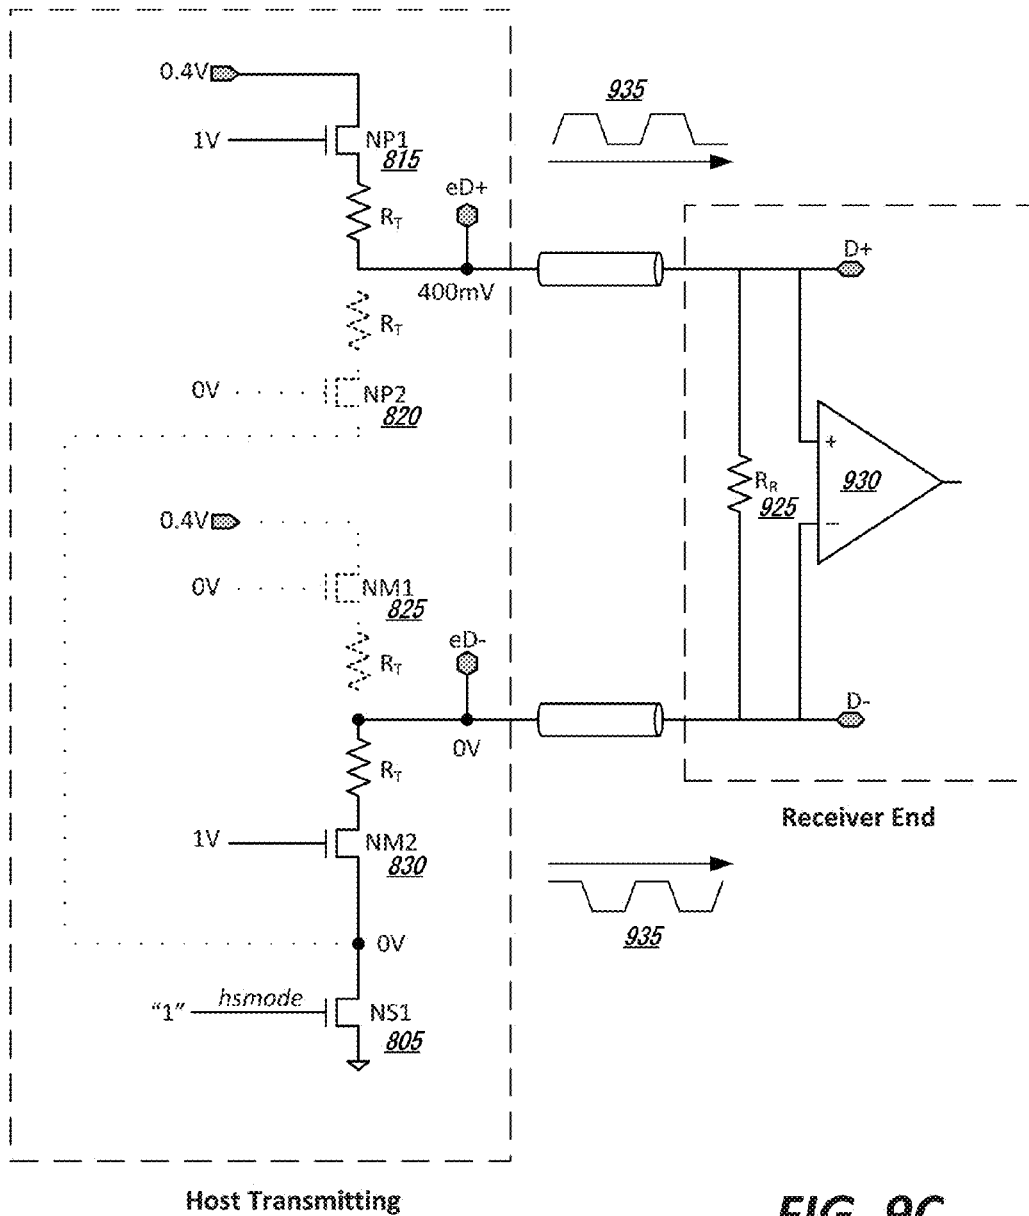 0.4V
1V
NP1
815
R_T
eD+
400mV
935
D+
R_T
0V
NP2
820
+
930
R_R
925
−
0.4V
0V
NM1
825
R_T
eD-
0V
D-
R_T
1V
NM2
830
Receiver End
935
0V
"1"
hsmode
NS1
805
Host Transmitting
FIG. 9C